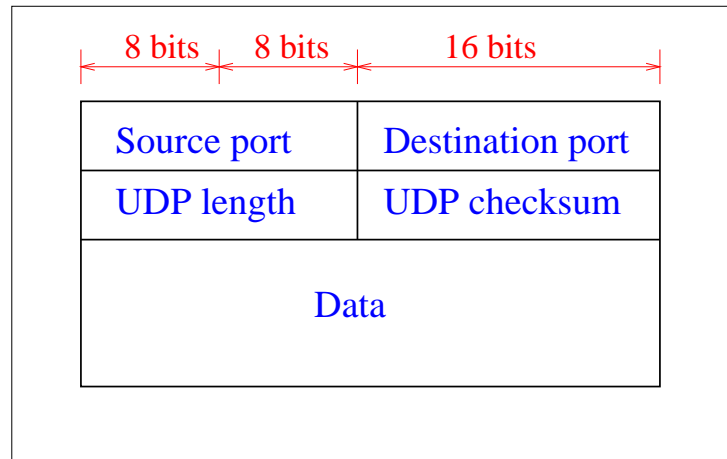 8 bits 8 bits 16 bits
Source port Destination port
UDP length UDP checksum
Data